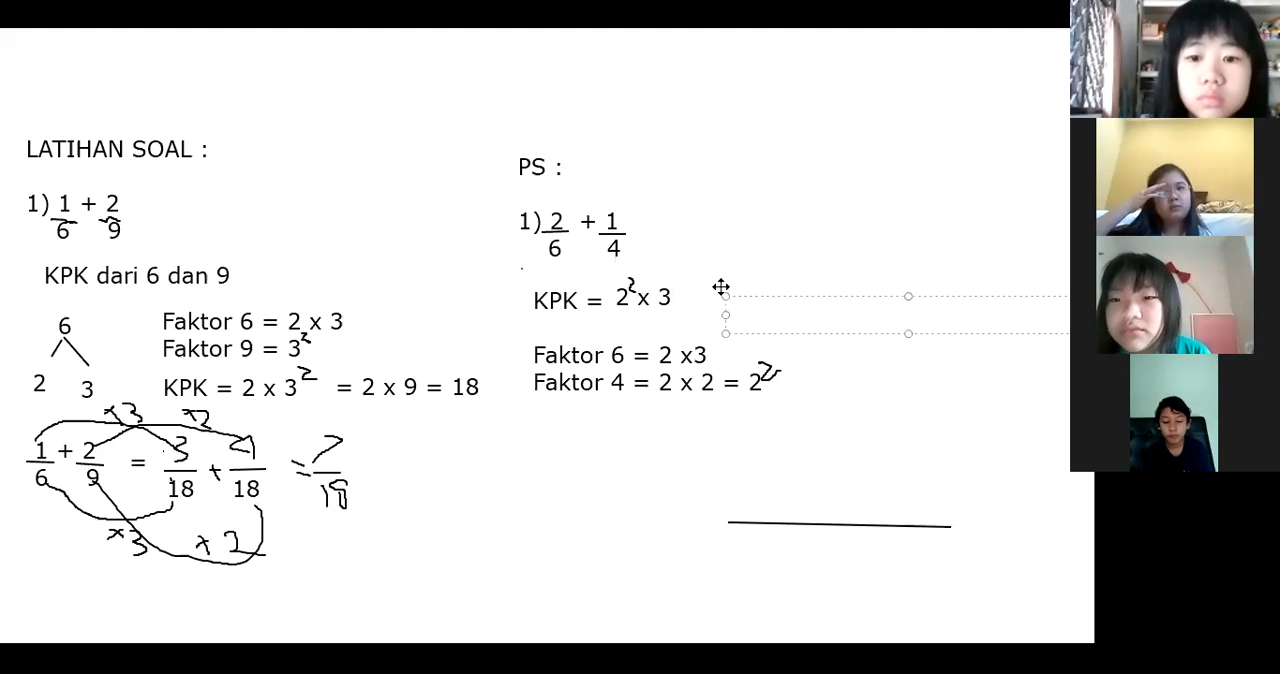 LATIHAN SOAL :
1) 1/6 + 2/9
KPK dari 6 dan 9
6
2 3
Faktor 6 = 2 x 3
Faktor 9 = 3²
KPK = 2 x 3² = 2 x 9 = 18
x3 x2
1/6 + 2/9 = 3/18 + 4/18 = 7/18
x3 x2
PS :
1) 2/6 + 1/4
KPK = 2² x 3
Faktor 6 = 2 x3
Faktor 4 = 2 x 2 = 2²